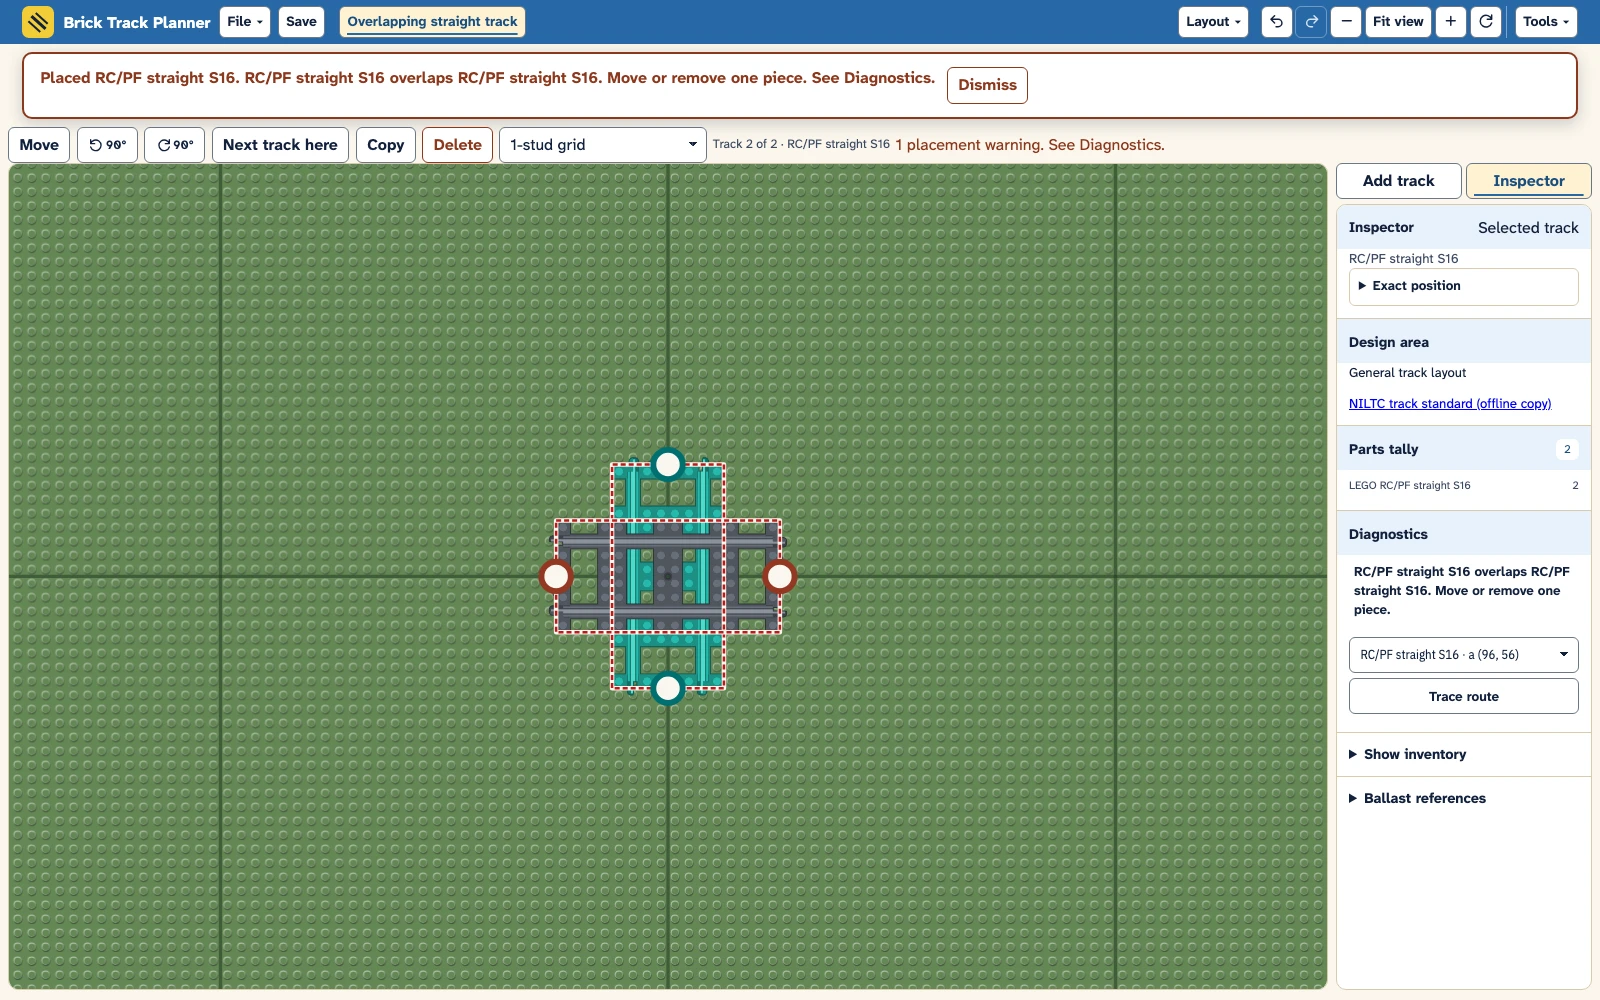 Brick Track Planner
File
Save
Overlapping straight track
Layout
Fit view
Tools
Placed RC/PF straight S16. RC/PF straight S16 overlaps RC/PF straight S16. Move or remove one piece. See Diagnostics.
Dismiss
Move
90°
90°
Next track here
Copy
Delete
1-stud grid
Track 2 of 2 · RC/PF straight S16
1 placement warning. See Diagnostics.
Add track
Inspector
Inspector
Selected track
RC/PF straight S16
Exact position
Design area
General track layout
NILTC track standard (offline copy)
Parts tally
2
LEGO RC/PF straight S16
2
Diagnostics
RC/PF straight S16 overlaps RC/PF
straight S16. Move or remove one
piece.
RC/PF straight S16 · a (96, 56)
Trace route
Show inventory
Ballast references